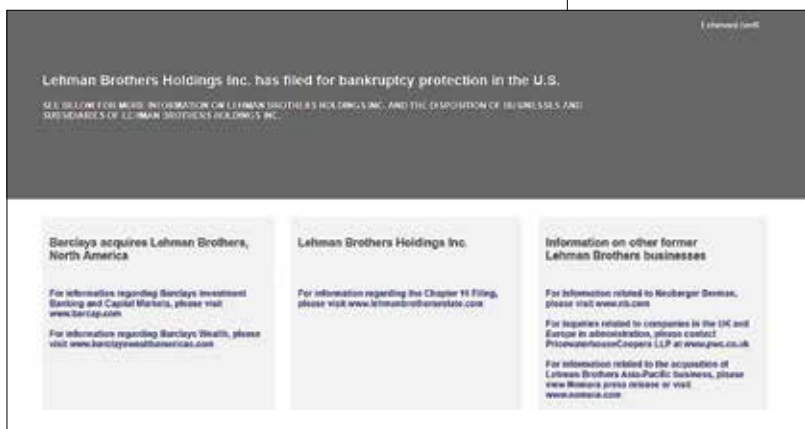 Lehman Brothers Holdings Inc. has filed for bankruptcy protection in the U.S.
SEE BELOW FOR MORE INFORMATION ON LEHMAN BROTHERS HOLDINGS INC. AND THE DISPOSITION OF BUSINESSES AND
SUBSIDIARIES OF LEHMAN BROTHERS HOLDINGS INC.
Barclays acquires Lehman Brothers,
North America
For information regarding Barclays Investment
Banking and Capital Markets, please visit
www.barcap.com
For information regarding Barclays Wealth, please
visit www.barclayswealthamericas.com
Lehman Brothers Holdings Inc.
For information regarding the Chapter 11 Filing,
please visit www.lehmanbrothersestate.com
Information on other former
Lehman Brothers businesses
For information related to Neuberger Berman,
please visit www.nb.com
For inquiries related to companies in the UK and
Europe in administration, please contact
PricewaterhouseCoopers LLP at www.pwc.co.uk
For information related to the acquisition of
Lehman Brothers Asia-Pacific business, please
view Nomura press release or visit
www.nomura.com